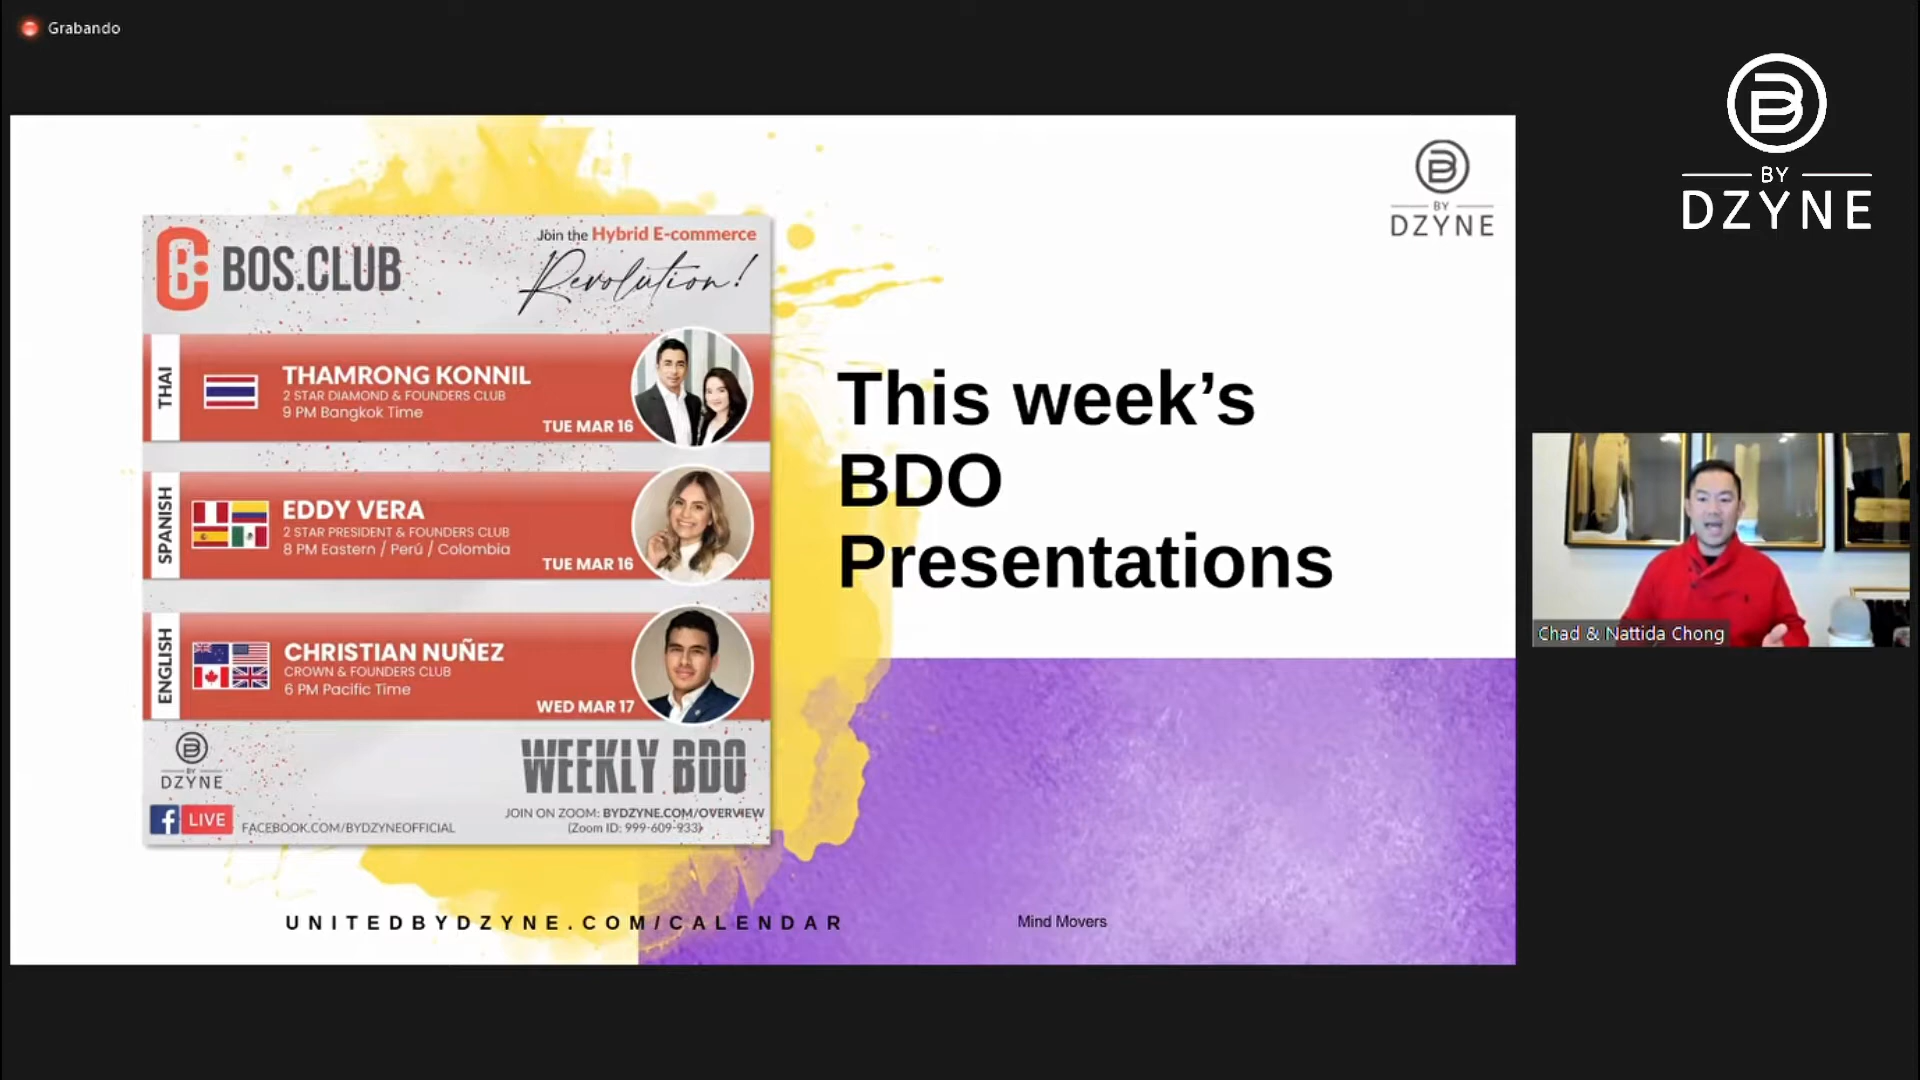 Grabando
B
BY
DZYNE
B
BY
DZYNE
B: BOS.CLUB
Join the Hybrid E-commerce
Revolution!
THAI
THAMRONG KONNIL
2 STAR DIAMOND & FOUNDERS CLUB
9 PM Bangkok Time
TUE MAR 16
SPANISH
EDDY VERA
2 STAR PRESIDENT & FOUNDERS CLUB
8 PM Eastern / Perú / Colombia
TUE MAR 16
ENGLISH
CHRISTIAN NUÑEZ
CROWN & FOUNDERS CLUB
6 PM Pacific Time
WED MAR 17
B
BY
DZYNE
WEEKLY BDO
JOIN ON ZOOM: BYDZYNE.COM/OVERVIEW
(Zoom ID: 999-609-933)
f LIVE FACEBOOK.COM/BYDZYNEOFFICIAL
This week’s
BDO
Presentations
Chad & Nattida Chong
UNITEDBYDZYNE.COM/CALENDAR
Mind Movers